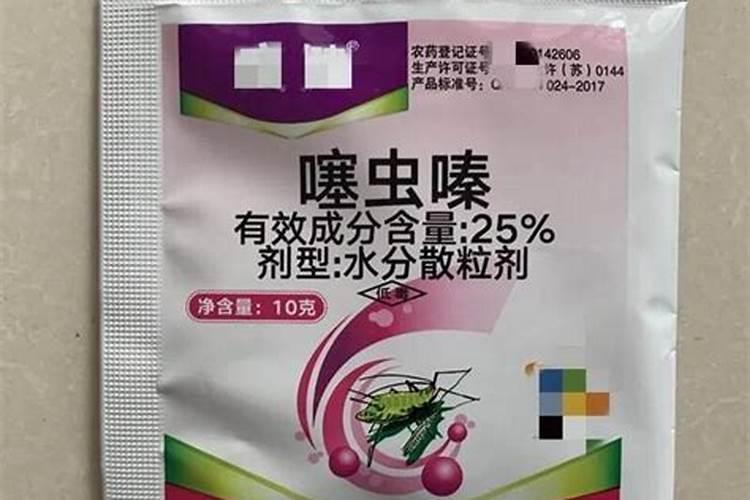 ®
农药登记证号 142606
生产许可证号 许(苏)0144
产品标准号: Q 024-2017
噻虫嗪
有效成分含量:25%
剂型:水分散粒剂
低毒
净含量: 10克